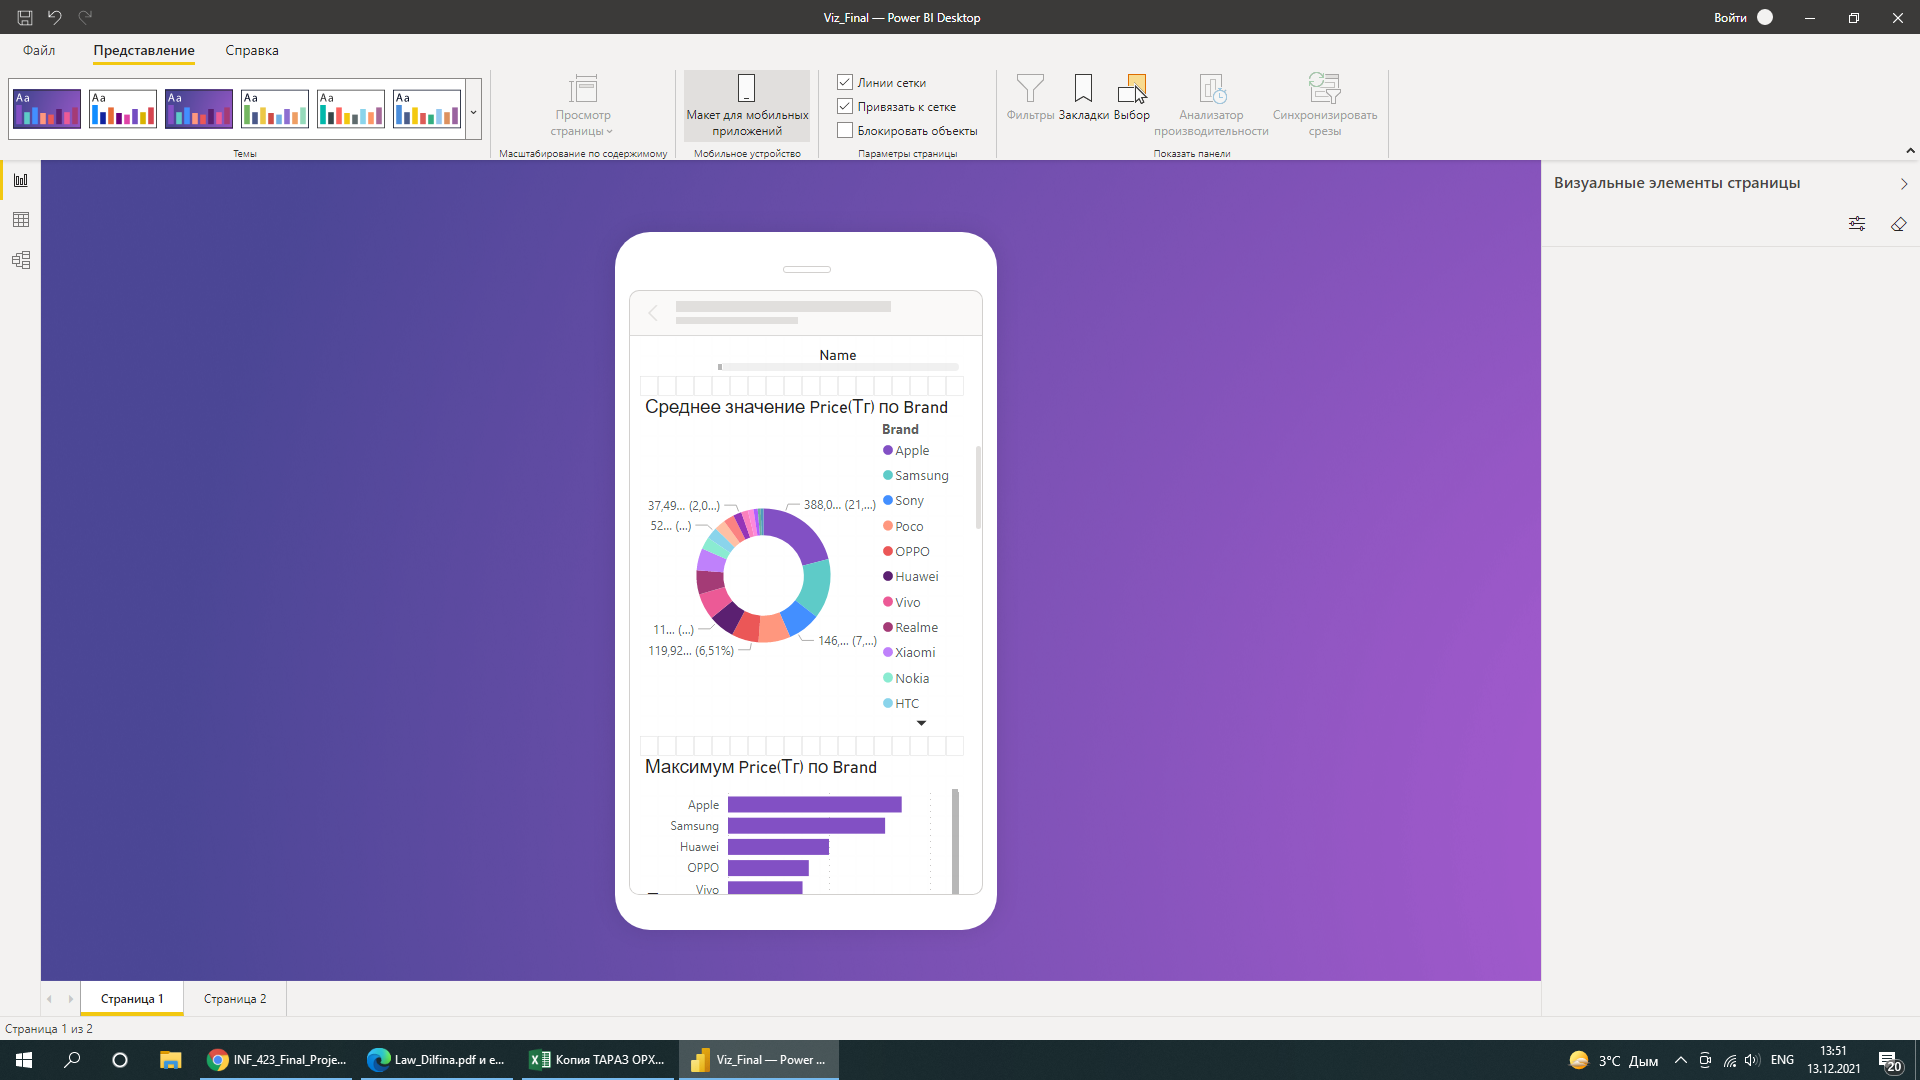 Viz_Final — Power BI Desktop
Войти
Файл
Представление
Справка
Aa
Aa
Aa
Aa
Aa
Aa
Темы
Просмотр
страницы
Масштабирование по содержимому
Макет для мобильных
приложений
Мобильное устройство
Линии сетки
Привязать к сетке
Блокировать объекты
Параметры страницы
Фильтры
Закладки
Выбор
Анализатор
производительности
Синхронизировать
срезы
Показать панели
Визуальные элементы страницы
Name
Среднее значение Price(Тг) по Brand
Brand
Apple
Samsung
Sony
Poco
OPPO
Huawei
Vivo
Realme
Xiaomi
Nokia
HTC
37,49... (2,0...)
388,0... (21,...)
52... (...)
11... (...)
146,... (7,...)
119,92... (6,51%)
Максимум Price(Тг) по Brand
Apple
Samsung
Huawei
OPPO
Vivo
Страница 1
Страница 2
Страница 1 из 2
INF_423_Final_Proje...
Law_Dilfina.pdf и е...
Копия ТАРАЗ ОРХ...
Viz_Final — Power ...
3°C Дым
ENG
13:51
13.12.2021
20